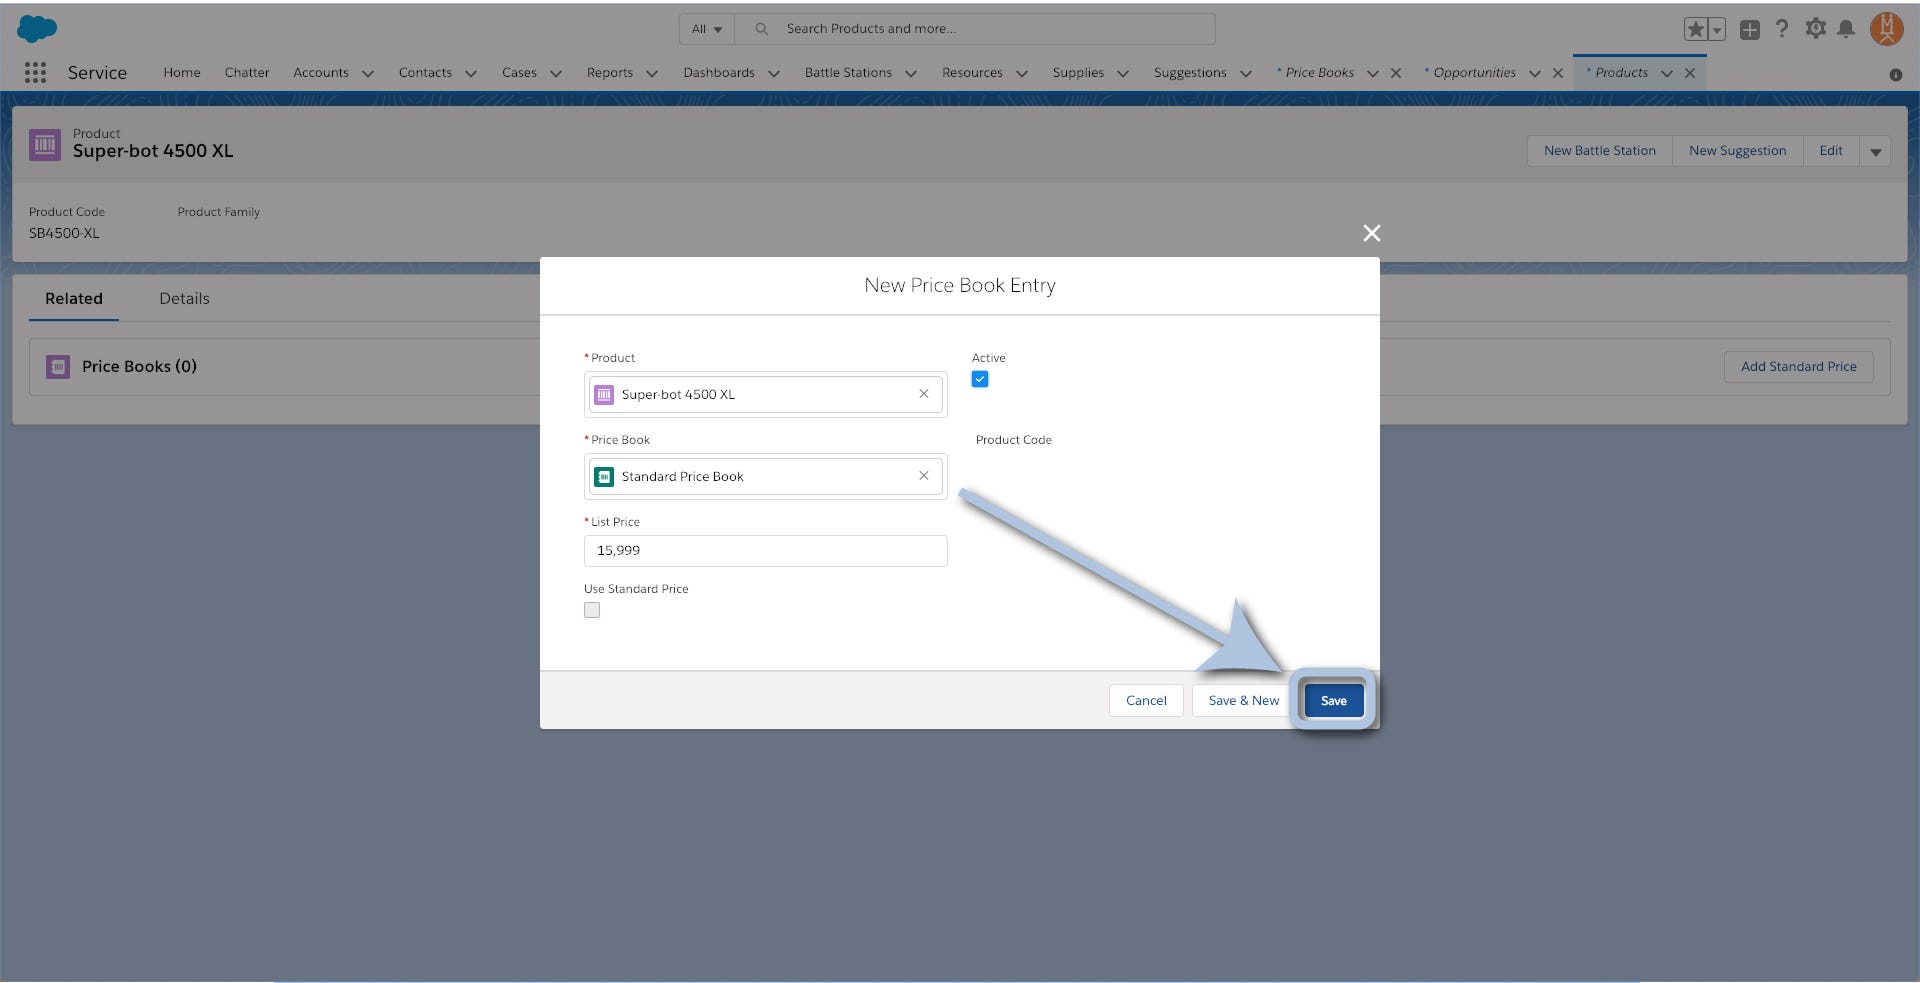 All
Search Products and more...
Service
Home
Chatter
Accounts
Contacts
Cases
Reports
Dashboards
Battle Stations
Resources
Supplies
Suggestions
* Price Books
* Opportunities
* Products
Product
Super-bot 4500 XL
New Battle Station
New Suggestion
Edit
Product Code
Product Family
SB4500-XL
Related
Details
Price Books (0)
Add Standard Price
New Price Book Entry
* Product
Active
Super-bot 4500 XL
* Price Book
Product Code
Standard Price Book
* List Price
15,999
Use Standard Price
Cancel
Save & New
Save